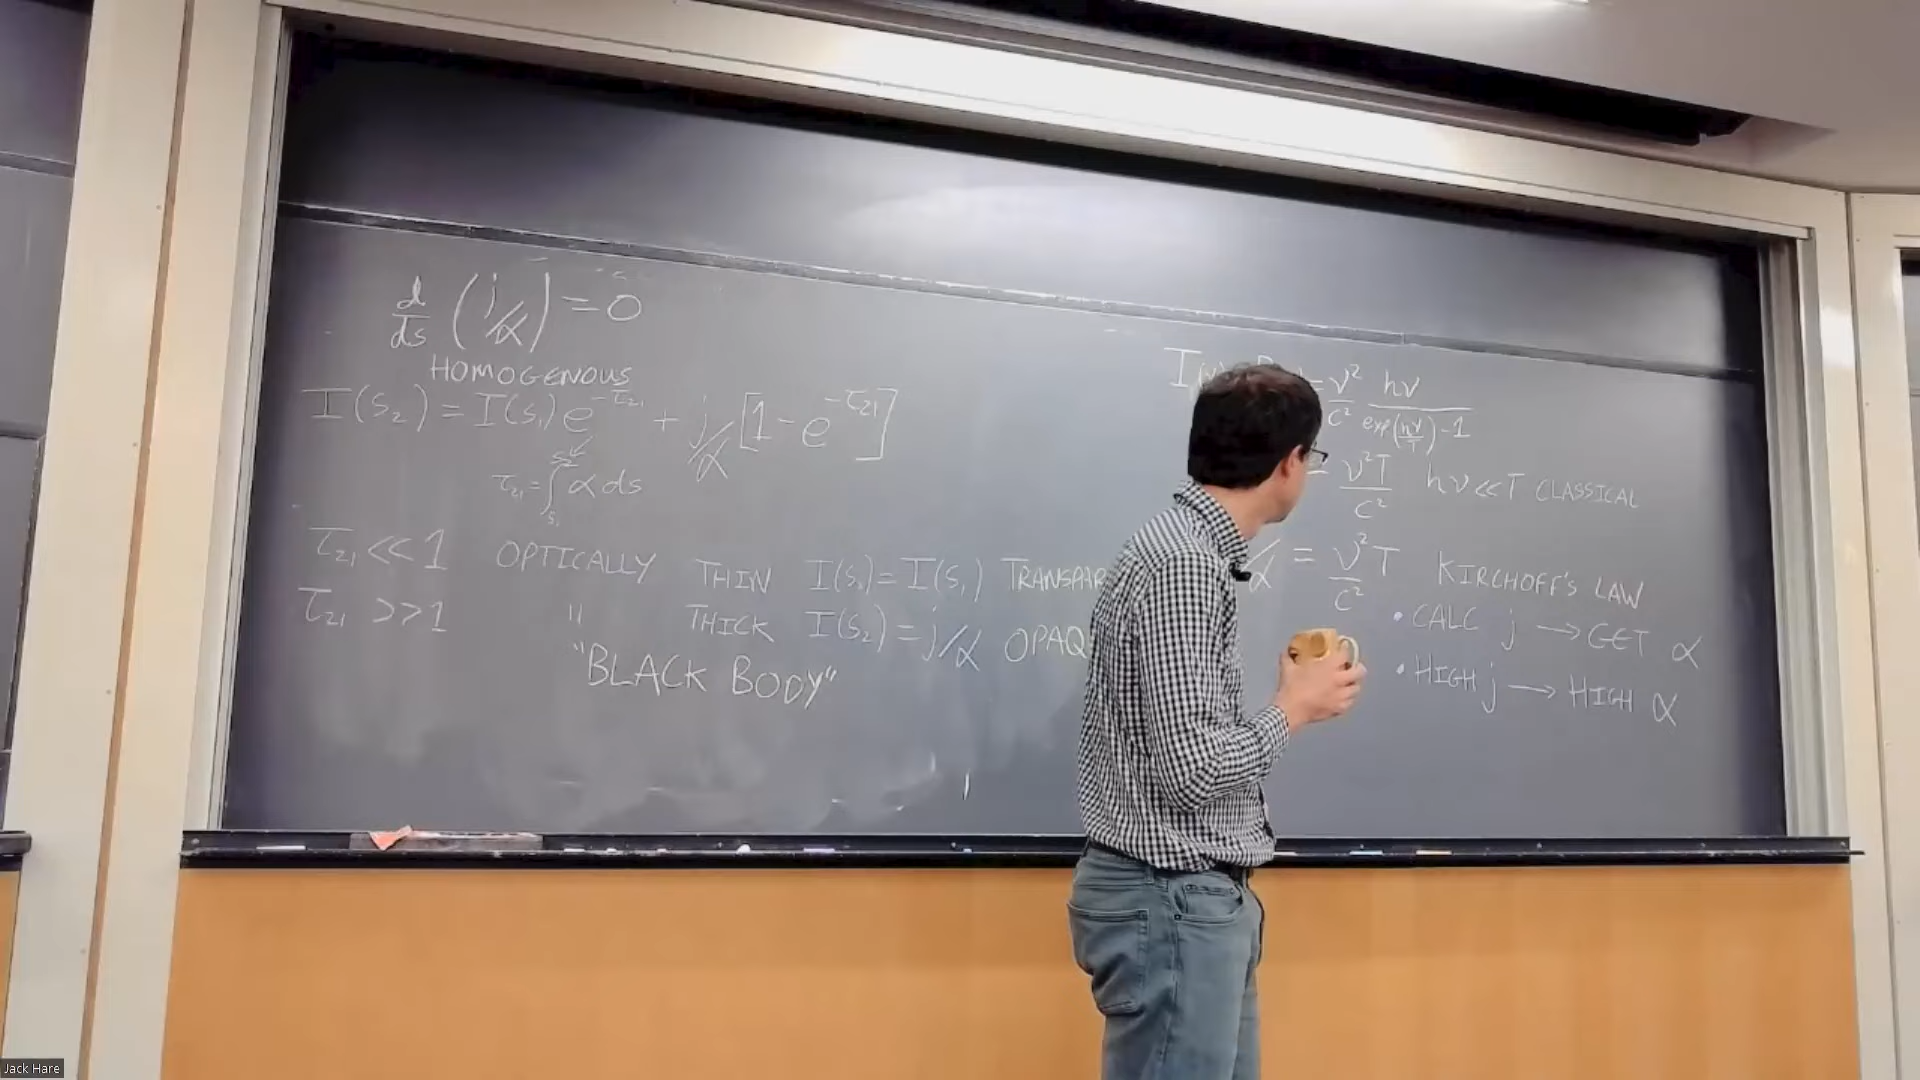 d/ds (j/α) = 0
HOMOGENOUS
I(s₂) = I(s₁) e^{-τ₂₁} + j/α [1 - e^{-τ₂₁}]
τ₂₁ = ∫_{s₁}^{s₂} α ds
τ₂₁ << 1 OPTICALLY THIN I(s₂) = I(s₁) TRANSPAR
τ₂₁ >> 1 " THICK I(s₂) = j/α OPAQ
"BLACK BODY"
I = ν²/c² hν/(exp(hν/T) - 1)
= ν²T/c² hν << T CLASSICAL
/α = ν²/c² T KIRCHOFF'S LAW
• CALC j → GET α
• HIGH j → HIGH α
Jack Hare